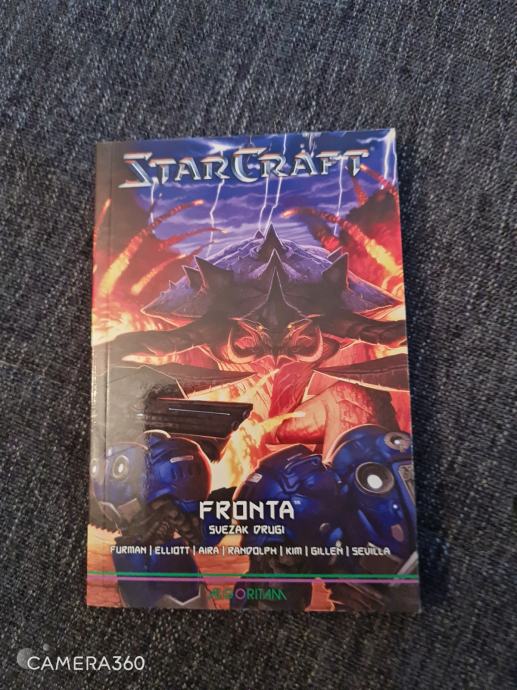 STARCRAFT
FRONTA
SVEZAK DRUGI
FURMAN | ELLIOTT | AIRA | RANDOLPH | KIM | GILLEN | SEVILLA
ALGORITAM
CAMERA360